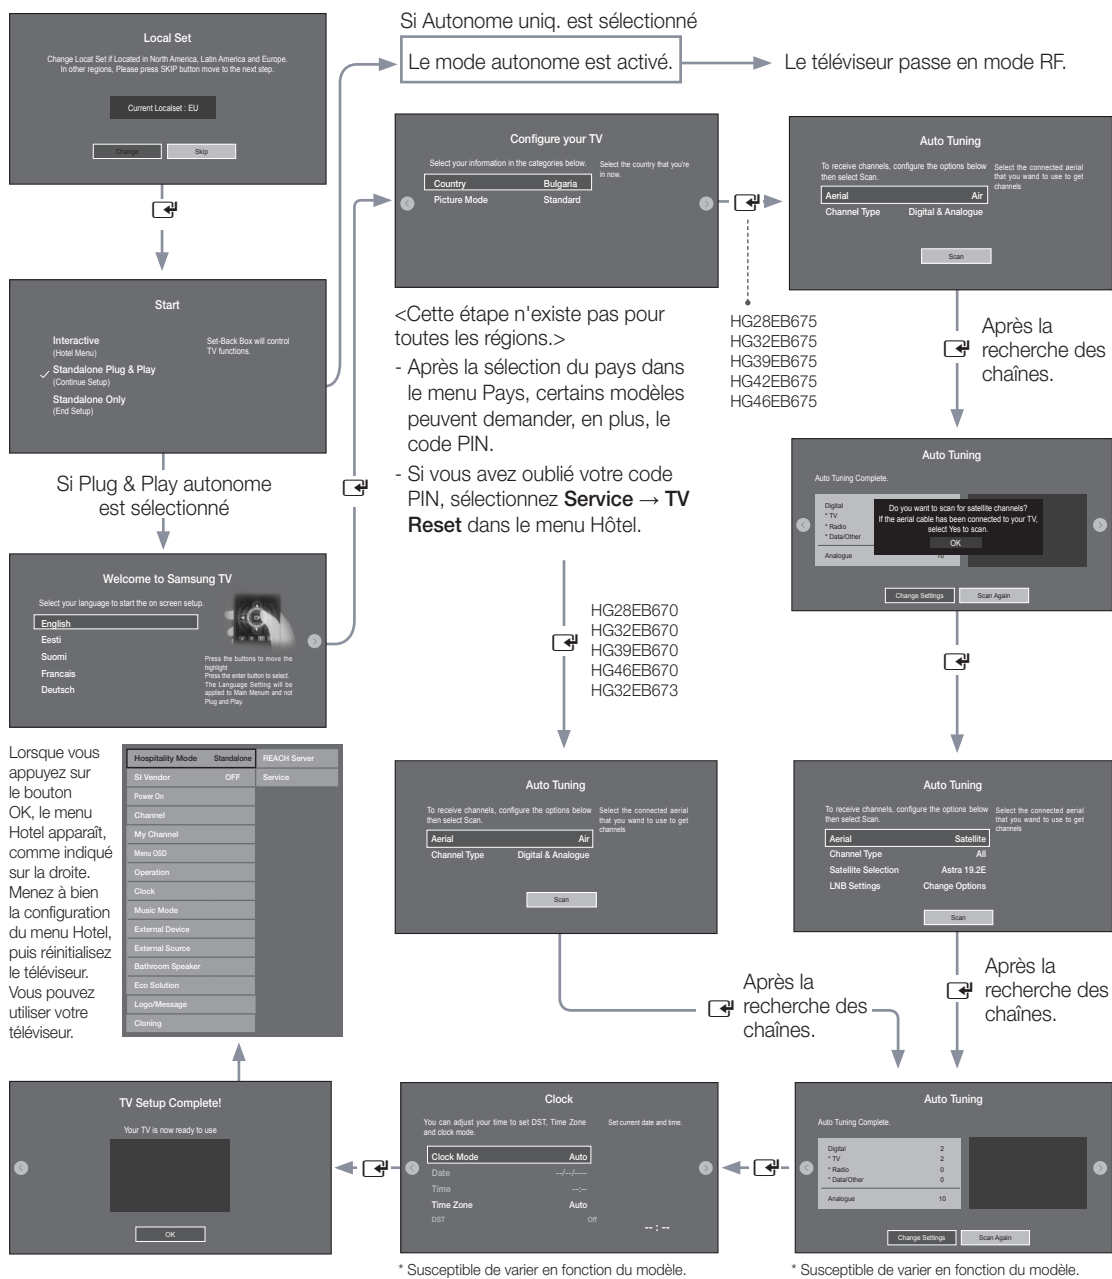 Local Set
Change Local Set if Located in North America, Latin America and Europe.
In other regions, Please press SKIP button move to the next step.
Current Localset : EU
Change
Skip
Si Autonome uniq. est sélectionné
Le mode autonome est activé.
Le téléviseur passe en mode RF.
Start
Interactive
(Hotel Menu)
Standalone Plug & Play
(Continue Setup)
Standalone Only
(End Setup)
Set-Back Box will control
TV functions.
Si Plug & Play autonome
est sélectionné
Welcome to Samsung TV
Select your language to start the on screen setup.
English
Eesti
Suomi
Francais
Deutsch
Press the buttons to move the
highlight
Press the enter button to select.
The Language Setting will be
applied to Main Menum and not
Plug and Play.
Configure your TV
Select your information in the categories below.
Country Bulgaria
Picture Mode Standard
Select the country that you're
in now.
<Cette étape n'existe pas pour
toutes les régions.>
- Après la sélection du pays dans
le menu Pays, certains modèles
peuvent demander, en plus, le
code PIN.
- Si vous avez oublié votre code
PIN, sélectionnez Service → TV
Reset dans le menu Hôtel.
HG28EB675
HG32EB675
HG39EB675
HG42EB675
HG46EB675
Auto Tuning
To receive channels, configure the options below
then select Scan.
Aerial Air
Channel Type Digital & Analogue
Select the connected aerial
that you wand to use to get
channels
Scan
Après la
recherche des
chaînes.
Auto Tuning
Auto Tuning Complete.
Digital
* TV
* Radio
* Data/Other
Analogue 10
Do you want to scan for satellite channels?
If the aerial cable has been connected to your TV,
select Yes to scan.
OK
Change Settings
Scan Again
HG28EB670
HG32EB670
HG39EB670
HG46EB670
HG32EB673
Auto Tuning
To receive channels, configure the options below
then select Scan.
Aerial Air
Channel Type Digital & Analogue
Select the connected aerial
that you wand to use to get
channels
Scan
Auto Tuning
To receive channels, configure the options below
then select Scan.
Aerial Satellite
Channel Type All
Satellite Selection Astra 19.2E
LNB Settings Change Options
Select the connected aerial
that you wand to use to get
channels
Scan
Après la
recherche des
chaînes.
Après la
recherche des
chaînes.
Lorsque vous
appuyez sur
le bouton
OK, le menu
Hotel apparaît,
comme indiqué
sur la droite.
Menez à bien
la configuration
du menu Hotel,
puis réinitialisez
le téléviseur.
Vous pouvez
utiliser votre
téléviseur.
Hospitality Mode Standalone REACH Server
SI Vendor OFF Service
Power On
Channel
My Channel
Menu OSD
Operation
Clock
Music Mode
External Device
External Source
Bathroom Speaker
Eco Solution
Logo/Message
Cloning
TV Setup Complete!
Your TV is now ready to use
OK
Clock
You can adjust your time to set DST, Time Zone
and clock mode.
Clock Mode Auto
Date --/--/----
Time --:--
Time Zone Auto
DST Off
Set current date and time.
-- : --
* Susceptible de varier en fonction du modèle.
Auto Tuning
Auto Tuning Complete.
Digital 2
* TV 2
* Radio 0
* Data/Other 0
Analogue 10
Change Settings
Scan Again
* Susceptible de varier en fonction du modèle.